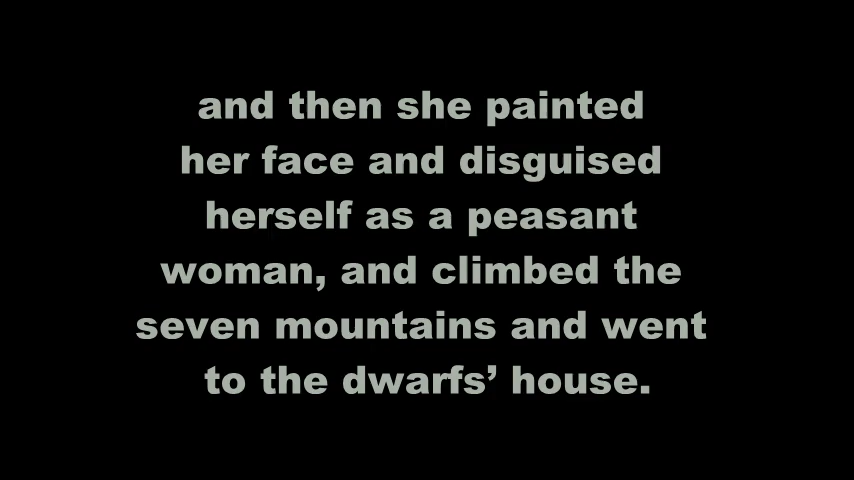 and then she painted
her face and disguised
herself as a peasant
woman, and climbed the
seven mountains and went
to the dwarfs’ house.